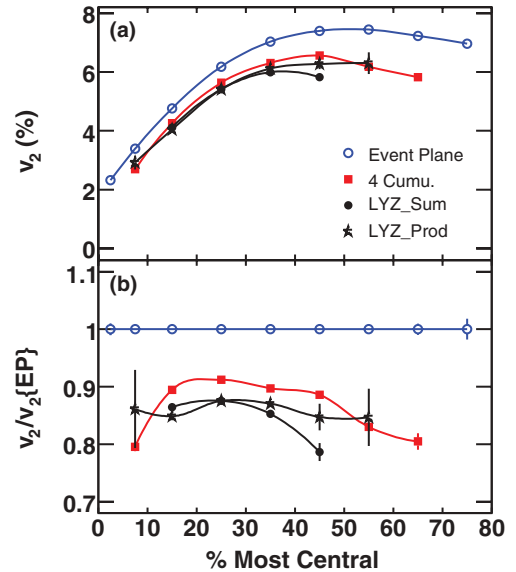 8
(a)
6
v₂ (%)
4
Event Plane
4 Cumu.
2
LYZ_Sum
LYZ_Prod
0
1.1
(b)
1
v₂/v₂{EP}
0.9
0.8
0.7
0 10 20 30 40 50 60 70 80
% Most Central